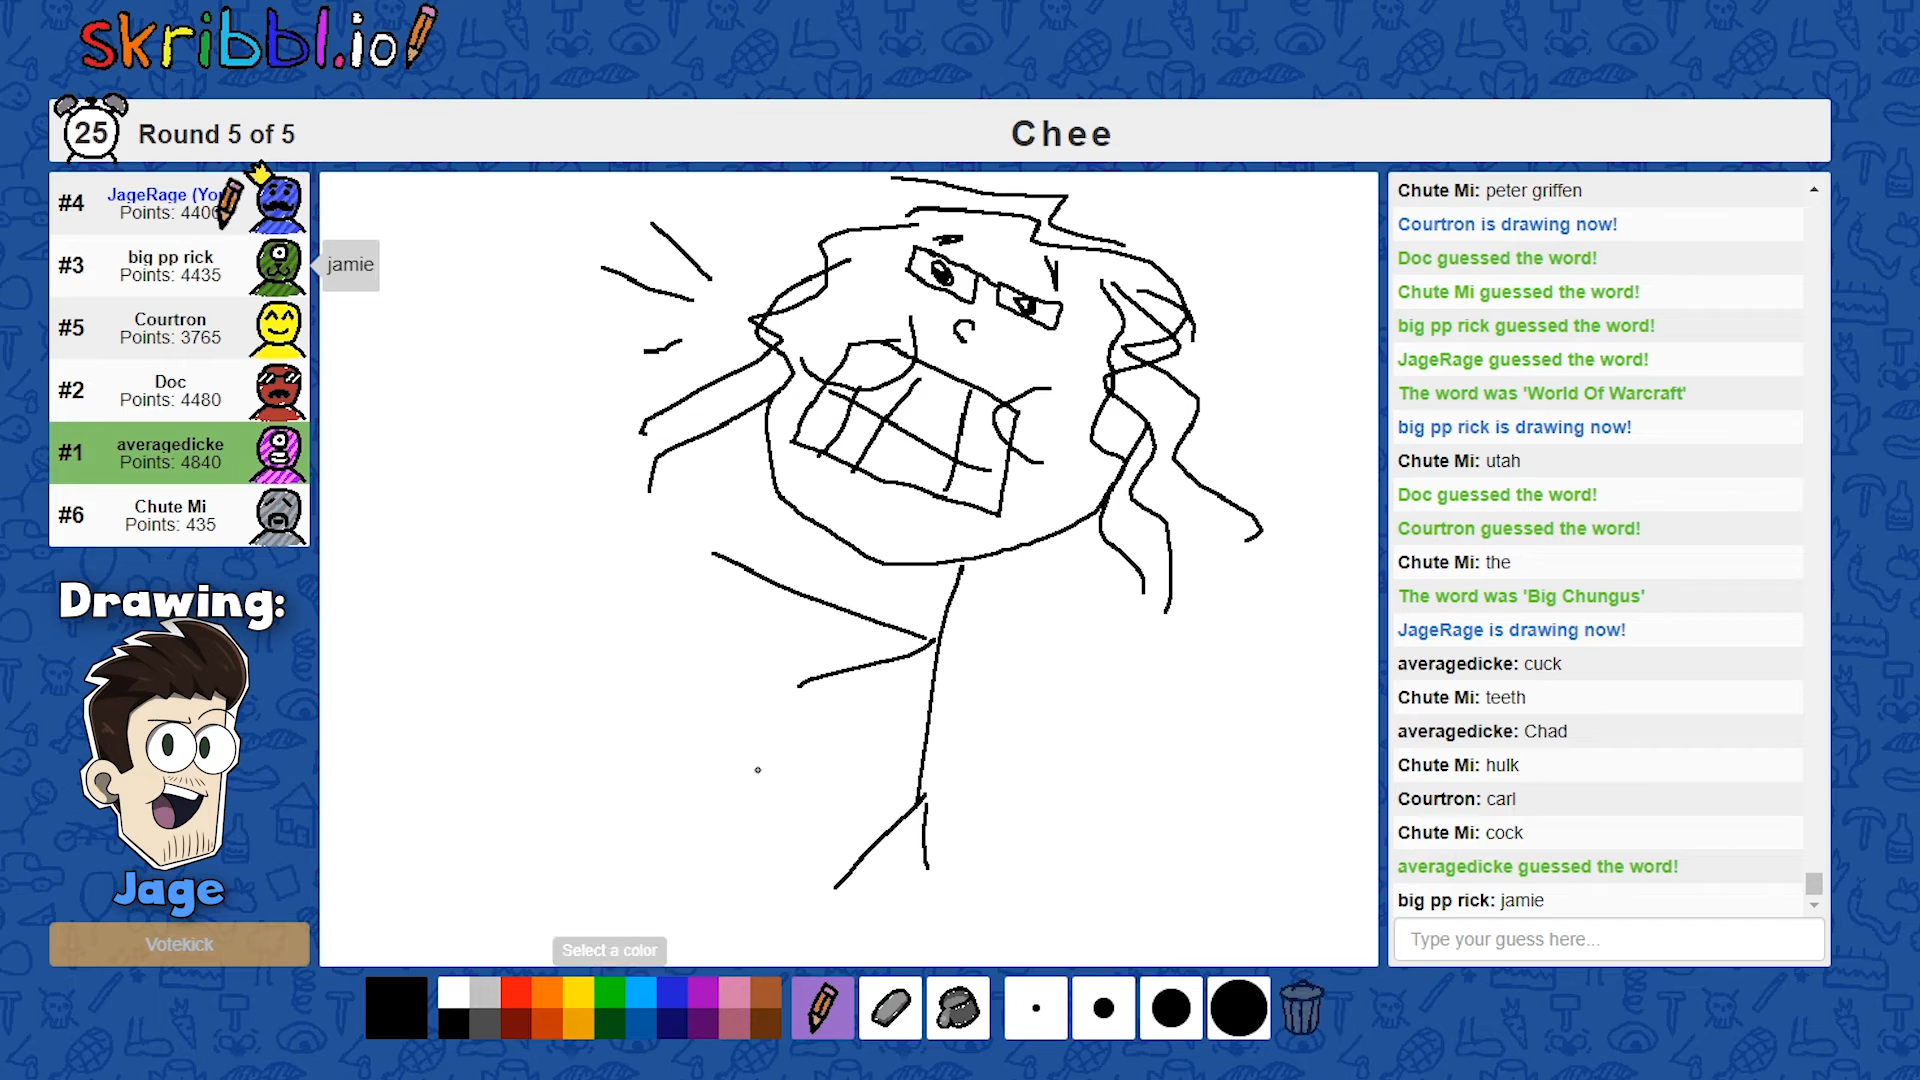 skribbl.io
25
Round 5 of 5
Chee
#4
JageRage (You
Points: 4400
#3
big pp rick
Points: 4435
jamie
#5
Courtron
Points: 3765
#2
Doc
Points: 4480
#1
averagedicke
Points: 4840
#6
Chute Mi
Points: 435
Drawing:
Jage
Votekick
Select a color
Chute Mi: peter griffen
Courtron is drawing now!
Doc guessed the word!
Chute Mi guessed the word!
big pp rick guessed the word!
JageRage guessed the word!
The word was 'World Of Warcraft'
big pp rick is drawing now!
Chute Mi: utah
Doc guessed the word!
Courtron guessed the word!
Chute Mi: the
The word was 'Big Chungus'
JageRage is drawing now!
averagedicke: cuck
Chute Mi: teeth
averagedicke: Chad
Chute Mi: hulk
Courtron: carl
Chute Mi: cock
averagedicke guessed the word!
big pp rick: jamie
Type your guess here...